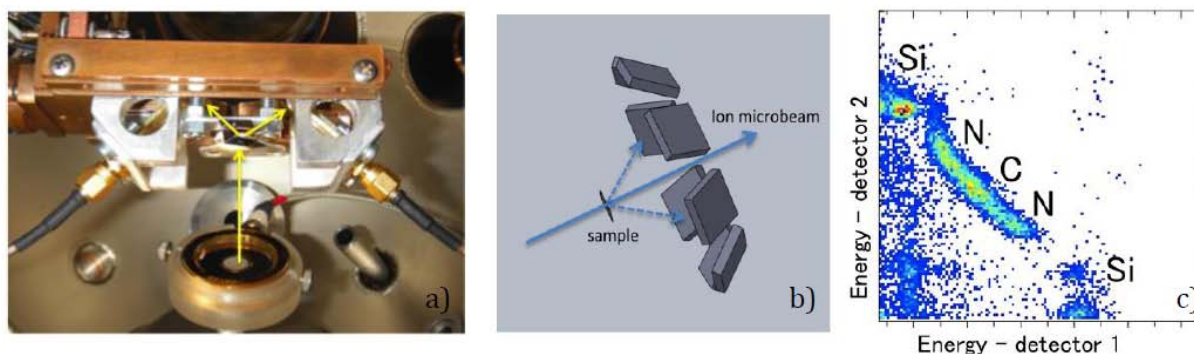 a)
Ion microbeam
sample
b)
Si
N
C
N
Si
c)
Energy - detector 2
Energy - detector 1